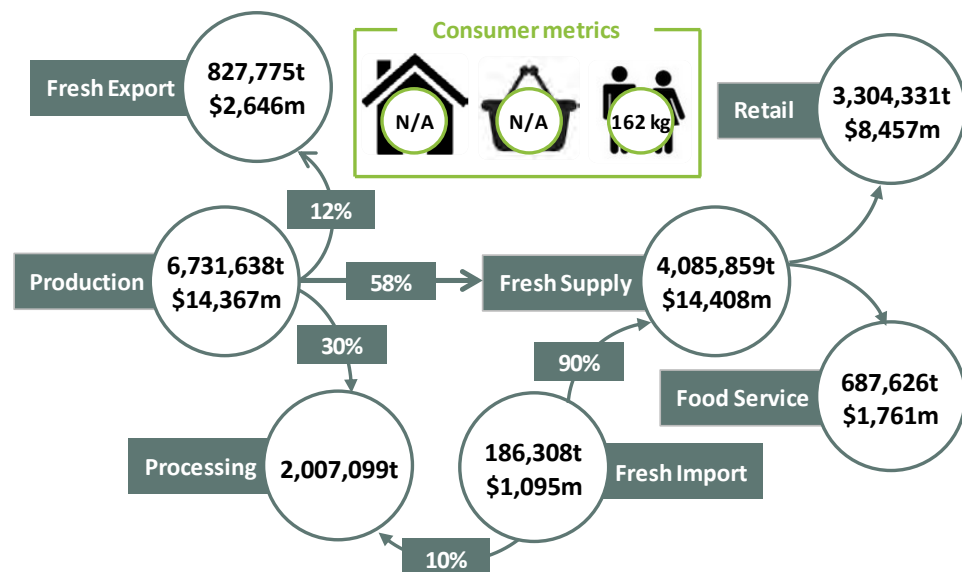 Consumer metrics
N/A
N/A
162 kg
Fresh Export
827,775t
$2,646m
Retail
3,304,331t
$8,457m
12%
Production
6,731,638t
$14,367m
58%
Fresh Supply
4,085,859t
$14,408m
30%
90%
Food Service
687,626t
$1,761m
Processing
2,007,099t
186,308t
$1,095m
Fresh Import
10%